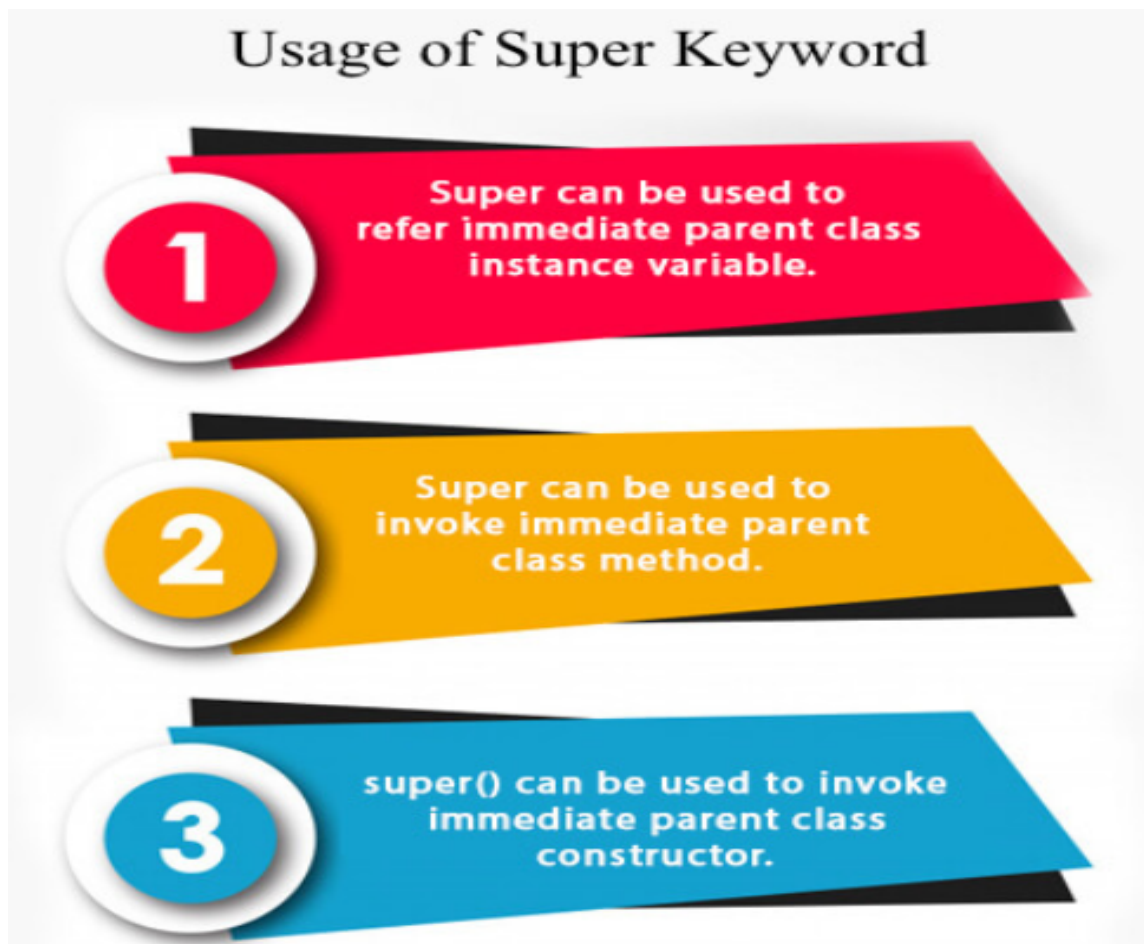 Usage of Super Keyword
1
Super can be used to
refer immediate parent class
instance variable.
2
Super can be used to
invoke immediate parent
class method.
3
super() can be used to invoke
immediate parent class
constructor.